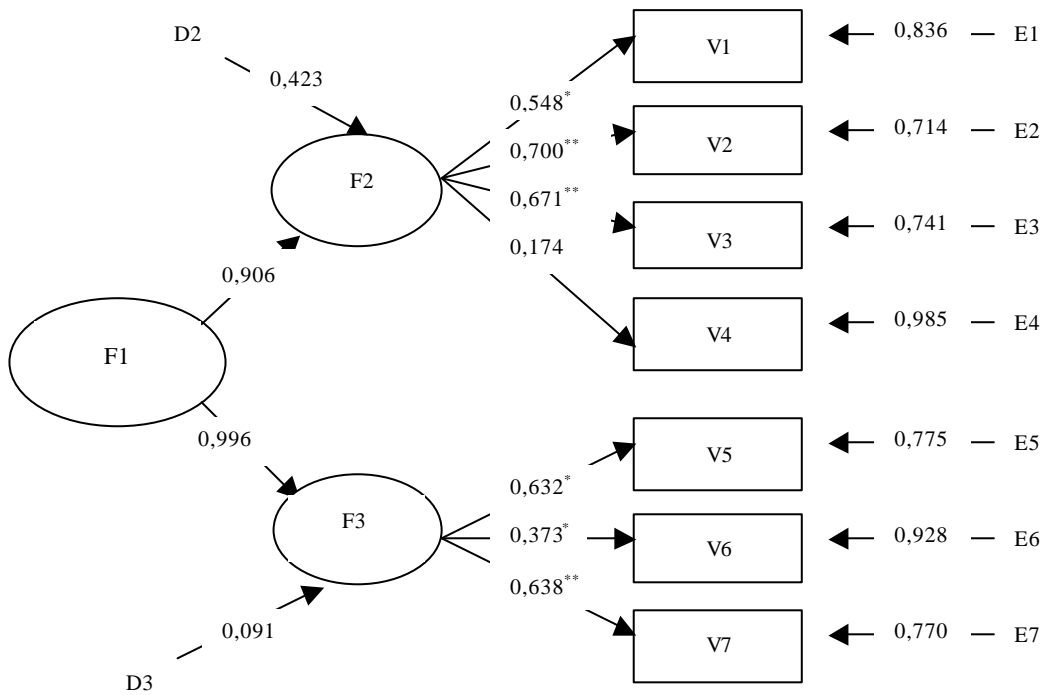 D2
0,423
F2
0,906
F1
0,996
F3
0,091
D3
0,548*
0,700**
0,671**
0,174
0,632*
0,373*
0,638**
V1
0,836
E1
V2
0,714
E2
V3
0,741
E3
V4
0,985
E4
V5
0,775
E5
V6
0,928
E6
V7
0,770
E7